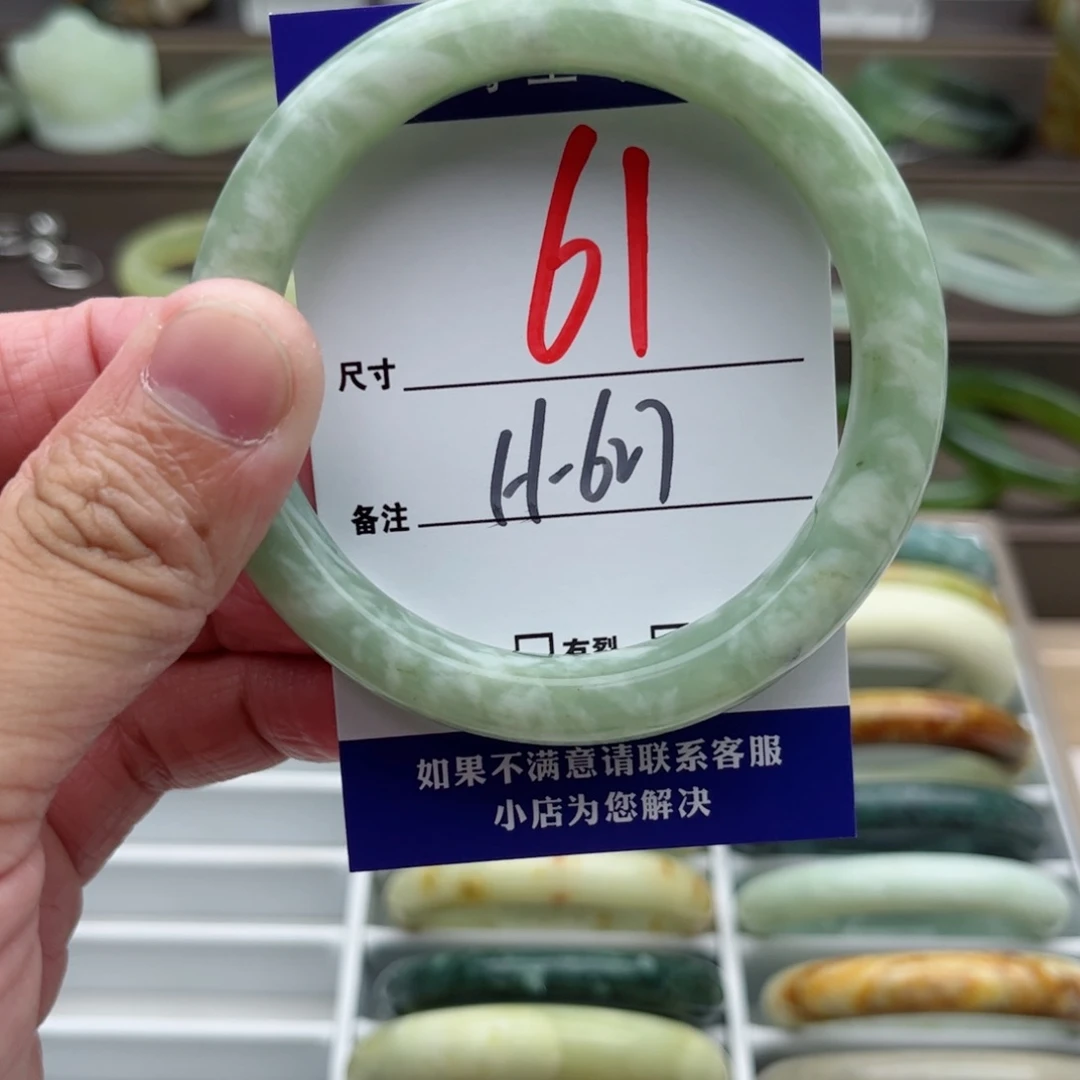 61
尺寸
H-627
备注
有裂
如果不满意请联系客服
小店为您解决